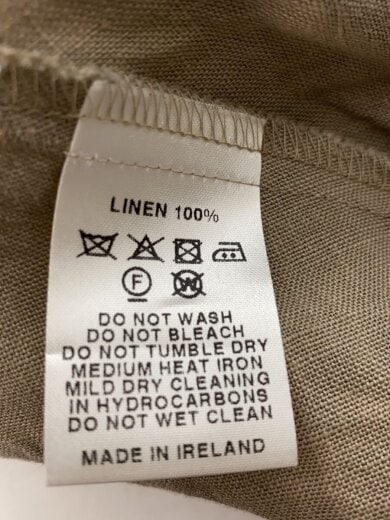 LINEN 100%
F W
DO NOT WASH
DO NOT BLEACH
DO NOT TUMBLE DRY
MEDIUM HEAT IRON
MILD DRY CLEANING
IN HYDROCARBONS
DO NOT WET CLEAN
MADE IN IRELAND